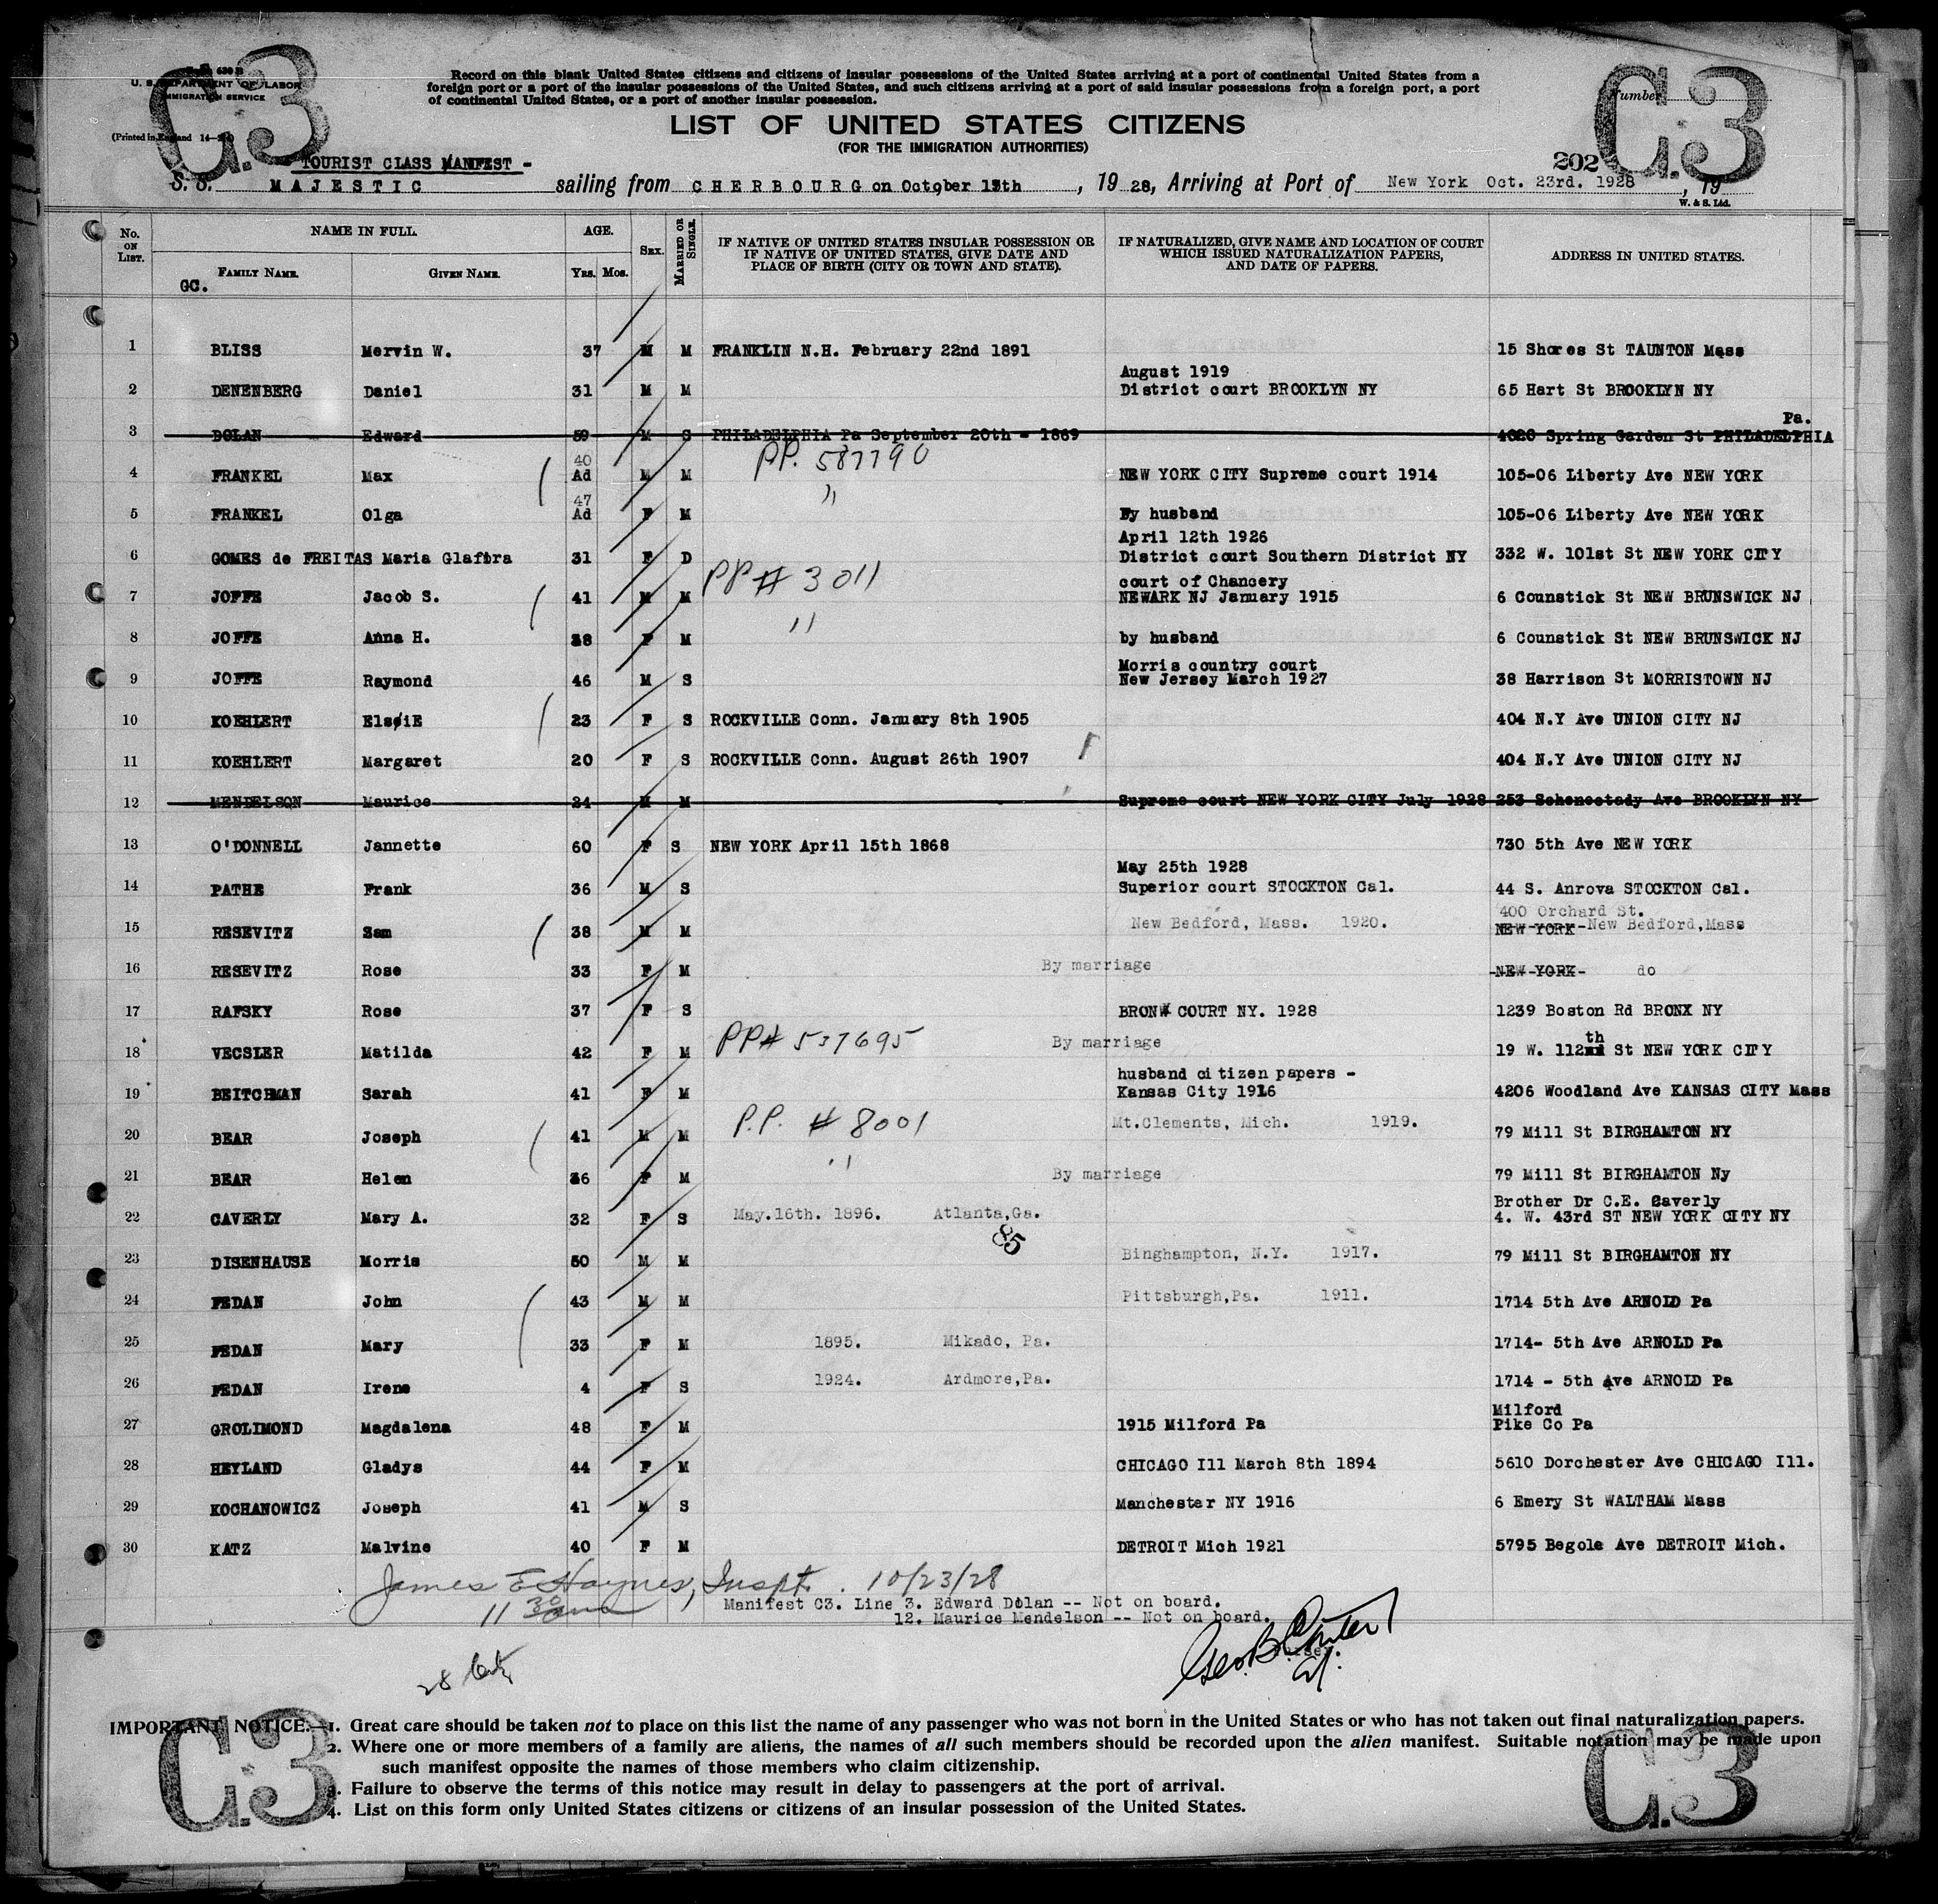 C3 C3
U. S. DEPARTMENT OF LABOR
IMMIGRATION SERVICE
(Printed in England 14—
Record on this blank United States citizens and citizens of insular possessions of the United States arriving at a port of continental United States from a
foreign port or a port of the insular possessions of the United States, and such citizens arriving at a port of said insular possessions from a foreign port, a port
of continental United States, or a port of another insular possession.
Number
LIST OF UNITED STATES CITIZENS
(FOR THE IMMIGRATION AUTHORITIES)
TOURIST CLASS MANIFEST -
202
S. S. MAJESTIC sailing from CHERBOURG on October 13th, 19 28, Arriving at Port of New York Oct. 23rd. 1928, 19
W. & S. Ltd.
No. ON LIST. NAME IN FULL. AGE. SEX. MARRIED OR SINGLE. IF NATIVE OF UNITED STATES INSULAR POSSESSION OR IF NATIVE OF UNITED STATES, GIVE DATE AND PLACE OF BIRTH (CITY OR TOWN AND STATE). IF NATURALIZED, GIVE NAME AND LOCATION OF COURT WHICH ISSUED NATURALIZATION PAPERS, AND DATE OF PAPERS. ADDRESS IN UNITED STATES.
FAMILY NAME. GIVEN NAME. YRS. MOS.
GC.
1 BLISS Mervin W. 37 M M FRANKLIN N.H. February 22nd 1891 15 Shores St TAUNTON Mass
August 1919
2 DENENBERG Daniel 31 M M District court BROOKLYN NY 65 Hart St BROOKLYN NY
Pa.
3 DOLAN Edward 59 M S PHILADELPHIA Pa September 20th - 1869 4020 Spring Garden St PHILADELPHIA
40 PP. 587790
4 FRANKEL Max Ad M M NEW YORK CITY Supreme court 1914 105-06 Liberty Ave NEW YORK
47 "
5 FRANKEL Olga Ad F M By husband 105-06 Liberty Ave NEW YORK
April 12th 1926
6 GOMES de FREITAS Maria Glafira 31 F D District court Southern District NY 332 W. 101st St NEW YORK CITY
PP# 3011 court of Chancery
7 JOFFE Jacob S. 41 M M NEWARK NJ January 1915 6 Counstick St NEW BRUNSWICK NJ
"
8 JOFFE Anna H. 38 F M by husband 6 Counstick St NEW BRUNSWICK NJ
Morris country court
9 JOFFE Raymond 46 M S New Jersey March 1927 38 Harrison St MORRISTOWN NJ
10 KOEHLERT ElsiE 23 F S ROCKVILLE Conn. January 8th 1905 404 N.Y Ave UNION CITY NJ
11 KOEHLERT Margaret 20 F S ROCKVILLE Conn. August 26th 1907 404 N.Y Ave UNION CITY NJ
12 MENDELSON Maurice 24 M M Supreme court NEW YORK CITY July 1928 253 Schenectady Ave BROOKLYN NY
13 O'DONNELL Jannette 60 F S NEW YORK April 15th 1868 730 5th Ave NEW YORK
May 25th 1928
14 PATHE Frank 36 M S Superior court STOCKTON Cal. 44 S. Anrova STOCKTON Cal.
400 Orchard St.
15 RESEVITZ Sam 38 M M New Bedford, Mass. 1920. NEW YORK -New Bedford,Mass
16 RESEVITZ Rose 33 F M By marriage -NEW YORK- do
17 RAFSKY Rose 37 F S BRONX COURT NY. 1928 1239 Boston Rd BRONX NY
PP# 537695 th
18 VECSLER Matilda 42 F M By marriage 19 W. 112nd St NEW YORK CITY
husband citizen papers -
19 BEITCHMAN Sarah 41 F M Kansas City 1916 4206 Woodland Ave KANSAS CITY Mass
P.P. # 8001
20 BEAR Joseph 41 M M Mt.Clements, Mich. 1919. 79 Mill St BIRGHAMTON NY
"
21 BEAR Helen 36 F M By marriage 79 Mill St BIRGHAMTON Ny
Brother Dr C.E. Caverly
22 CAVERLY Mary A. 32 F S May.16th. 1896. Atlanta,Ga. 4. W. 43rd ST NEW YORK CITY NY
85
23 DISENHAUSE Morris 50 M M Binghampton, N.Y. 1917. 79 Mill St BIRGHAMTON NY
24 FEDAN John 43 M M Pittsburgh,Pa. 1911. 1714 5th Ave ARNOLD Pa
25 FEDAN Mary 33 F M 1895. Mikado, Pa. 1714- 5th Ave ARNOLD Pa
26 FEDAN Irene 4 F S 1924. Ardmore,Pa. 1714 - 5th Ave ARNOLD Pa
Milford
27 GROLIMOND Magdalena 48 F M 1915 Milford Pa Pike Co Pa
28 HEYLAND Gladys 44 F M CHICAGO Ill March 8th 1894 5610 Dorchester Ave CHICAGO Ill.
29 KOCHANOWICZ Joseph 41 M S Manchester NY 1916 6 Emery St WALTHAM Mass
30 KATZ Malvine 40 F M DETROIT Mich 1921 5795 Begole Ave DETROIT Mich.
James E Haynes, Inspt. 10/23/28
11 30 am
Manifest C3. Line 3. Edward Dolan -- Not on board.
12. Maurice Mendelson -- Not on board.
Geo. B. Carter
28
IMPORTANT NOTICE.—1. Great care should be taken not to place on this list the name of any passenger who was not born in the United States or who has not taken out final naturalization papers.
2. Where one or more members of a family are aliens, the names of all such members should be recorded upon the alien manifest. Suitable notation may be made upon
such manifest opposite the names of those members who claim citizenship.
3. Failure to observe the terms of this notice may result in delay to passengers at the port of arrival.
4. List on this form only United States citizens or citizens of an insular possession of the United States.
C3 C3